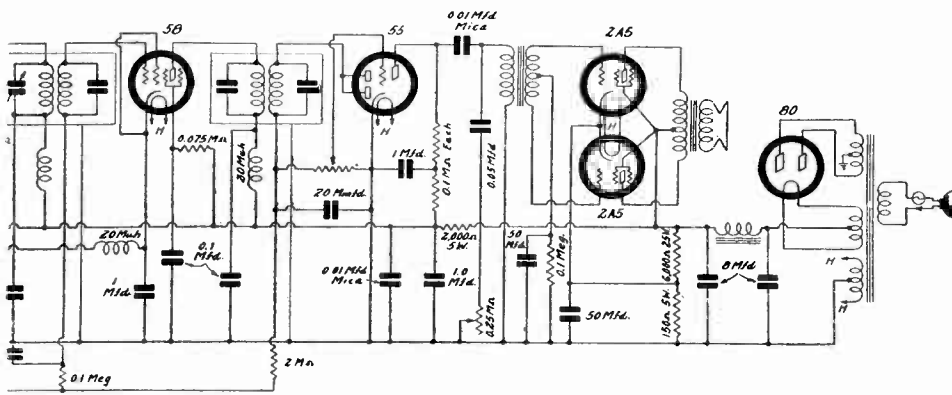 58
55
0.01 Mfd
Mica
2A5
80
H
H
H
0.075 MΩ
20 Muh
0.1 MΩ Each
1 Mfd.
0.05 Mfd
20 Mmfd
2A5
20 Muh
2,000Ω
5W.
50
Mfd.
0.1 Meg.
6,000Ω 25W.
0.1
Mfd.
1
Mfd.
0.01 Mfd
Mica
1.0
Mfd.
0.25 MΩ
50 Mfd.
150Ω 5W.
8 Mfd
H
H
0.1 Meg
2 MΩ